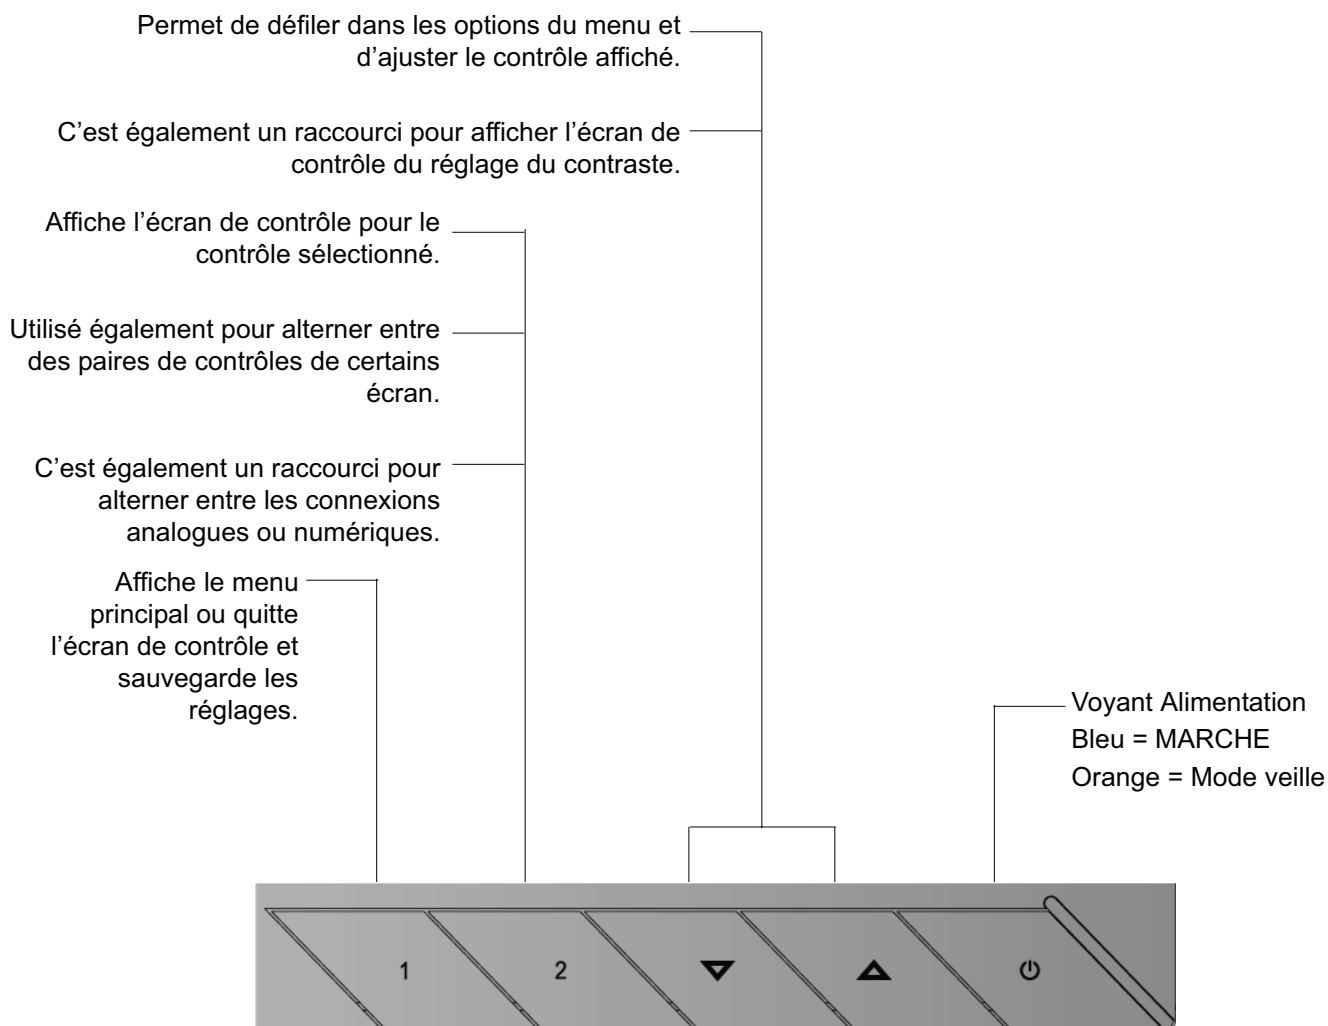 Permet de défiler dans les options du menu et
d’ajuster le contrôle affiché.
C’est également un raccourci pour afficher l’écran de
contrôle du réglage du contraste.
Affiche l’écran de contrôle pour le
contrôle sélectionné.
Utilisé également pour alterner entre
des paires de contrôles de certains
écran.
C’est également un raccourci pour
alterner entre les connexions
analogues ou numériques.
Affiche le menu
principal ou quitte
l’écran de contrôle et
sauvegarde les
réglages.
Voyant Alimentation
Bleu = MARCHE
Orange = Mode veille
1 2